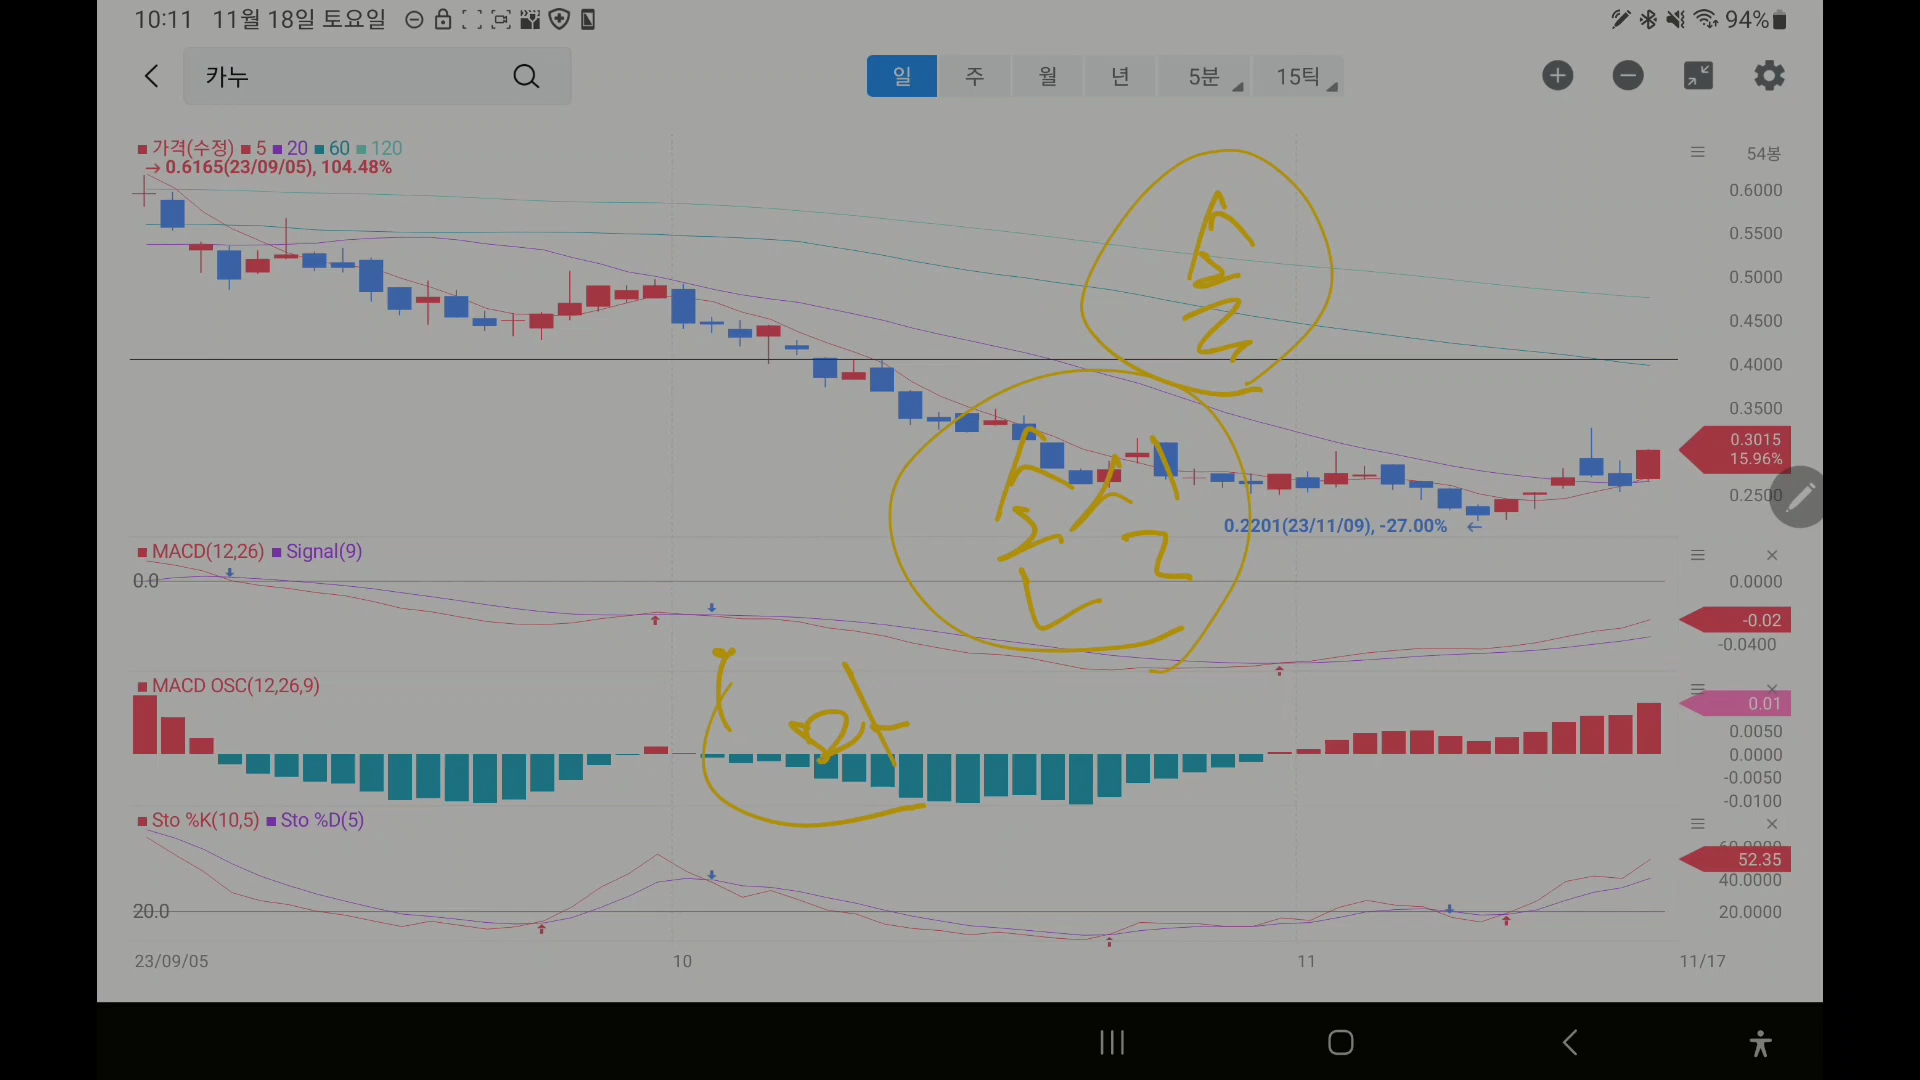 10:11 11월 18일 토요일 94%
카누 일 주 월 년 5분 15틱
가격(수정) 5 20 60 120 54봉
→ 0.6165(23/09/05), 104.48%
0.6000
0.5500
0.5000
0.4500
0.4000
0.3500
0.3015
15.96%
0.2500
0.2201(23/11/09), -27.00% ←
MACD(12,26) Signal(9)
0.0 0.0000
-0.02
-0.0400
MACD OSC(12,26,9)
0.01
0.0050
0.0000
-0.0050
-0.0100
Sto %K(10,5) Sto %D(5)
52.35
40.0000
20.0 20.0000
23/09/05 10 11 11/17